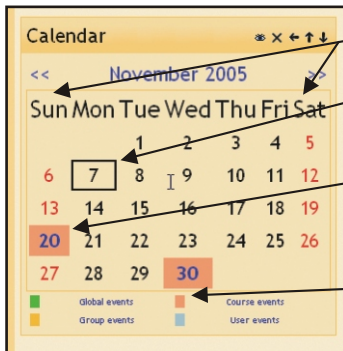 Calendar
<< November 2005 >>
Sun Mon Tue Wed Thu Fri Sat
1 2 3 4 5
6 7 8 9 10 11 12
13 14 15 16 17 18 19
20 21 22 23 24 25 26
27 28 29 30
Global events Course events
Group events User events